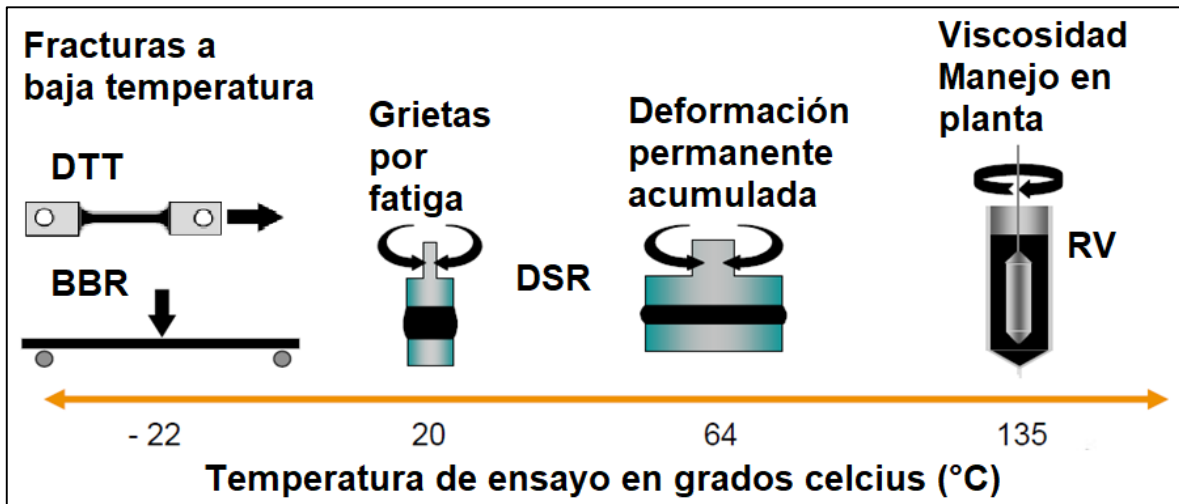 Fracturas a
baja temperatura
DTT
BBR
Grietas
por
fatiga
DSR
Deformación
permanente
acumulada
Viscosidad
Manejo en
planta
RV
- 22
20
64
135
Temperatura de ensayo en grados celcius (°C)